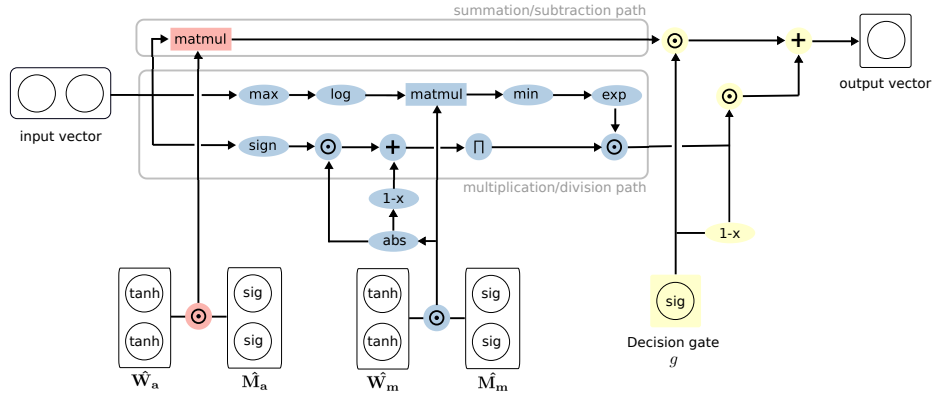 summation/subtraction path
matmul
output vector
max log matmul min exp
input vector
sign ⊙ + Π ⊙
multiplication/division path
1-x
abs
1-x
tanh sig tanh sig
sig
tanh sig tanh sig
Decision gate
g
Ŵa M̂a Ŵm M̂m